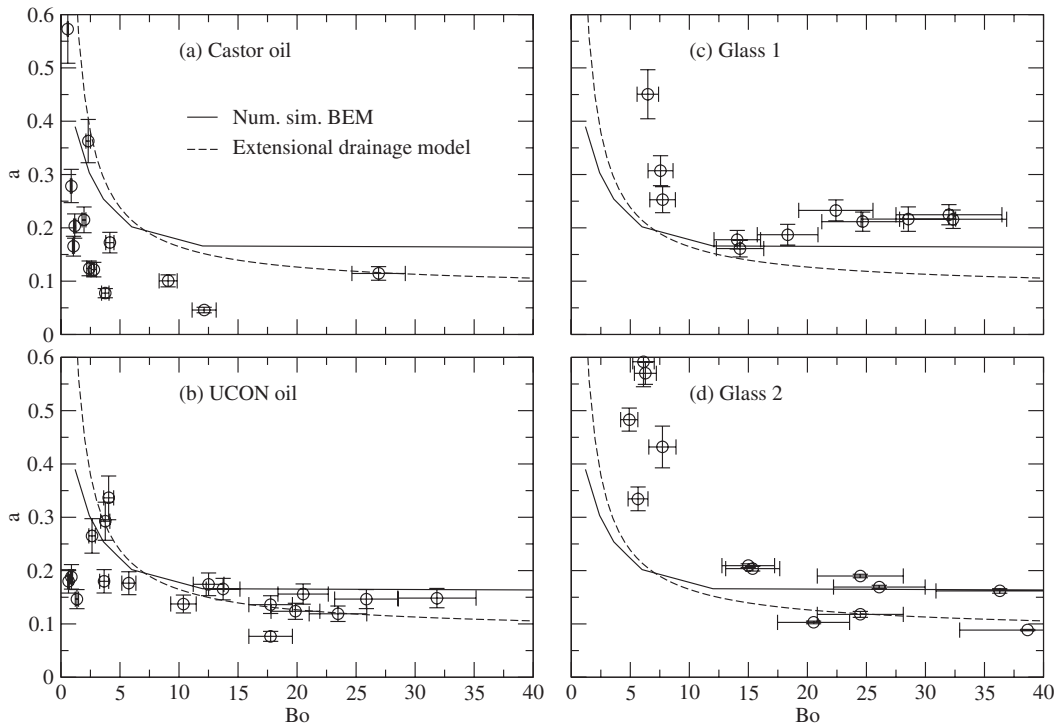 0.6
0.5
0.4
0.3
0.2
0.1
0
a
(a) Castor oil
Num. sim. BEM
Extensional drainage model
(c) Glass 1
0.6
0.5
0.4
0.3
0.2
0.1
0
a
(b) UCON oil
(d) Glass 2
0 5 10 15 20 25 30 35 40
Bo
0 5 10 15 20 25 30 35 40
Bo